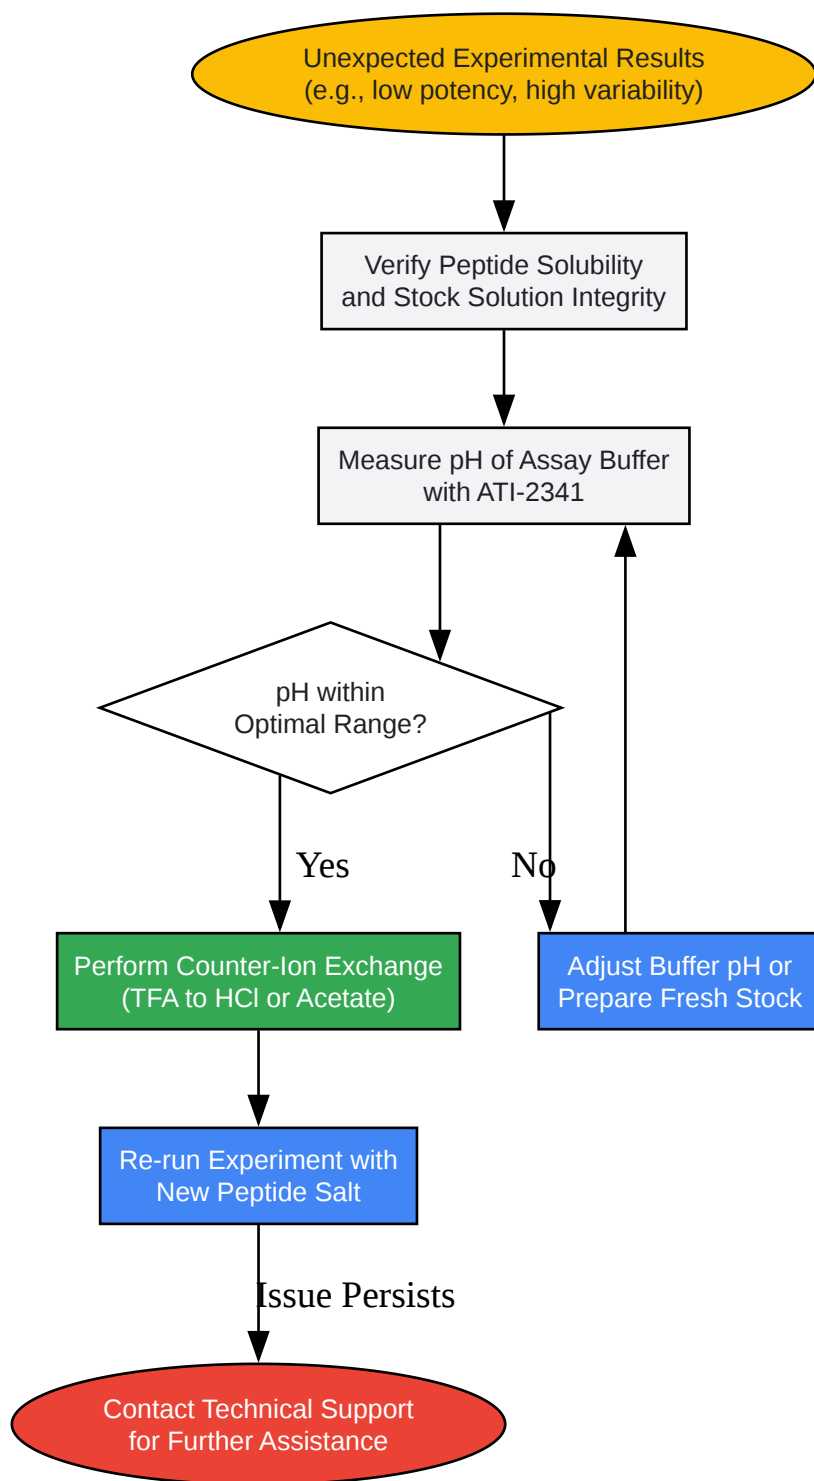 Unexpected Experimental Results
(e.g., low potency, high variability)
Verify Peptide Solubility
and Stock Solution Integrity
Measure pH of Assay Buffer
with ATI-2341
pH within
Optimal Range?
Yes
No
Perform Counter-Ion Exchange
(TFA to HCl or Acetate)
Adjust Buffer pH or
Prepare Fresh Stock
Re-run Experiment with
New Peptide Salt
Issue Persists
Contact Technical Support
for Further Assistance